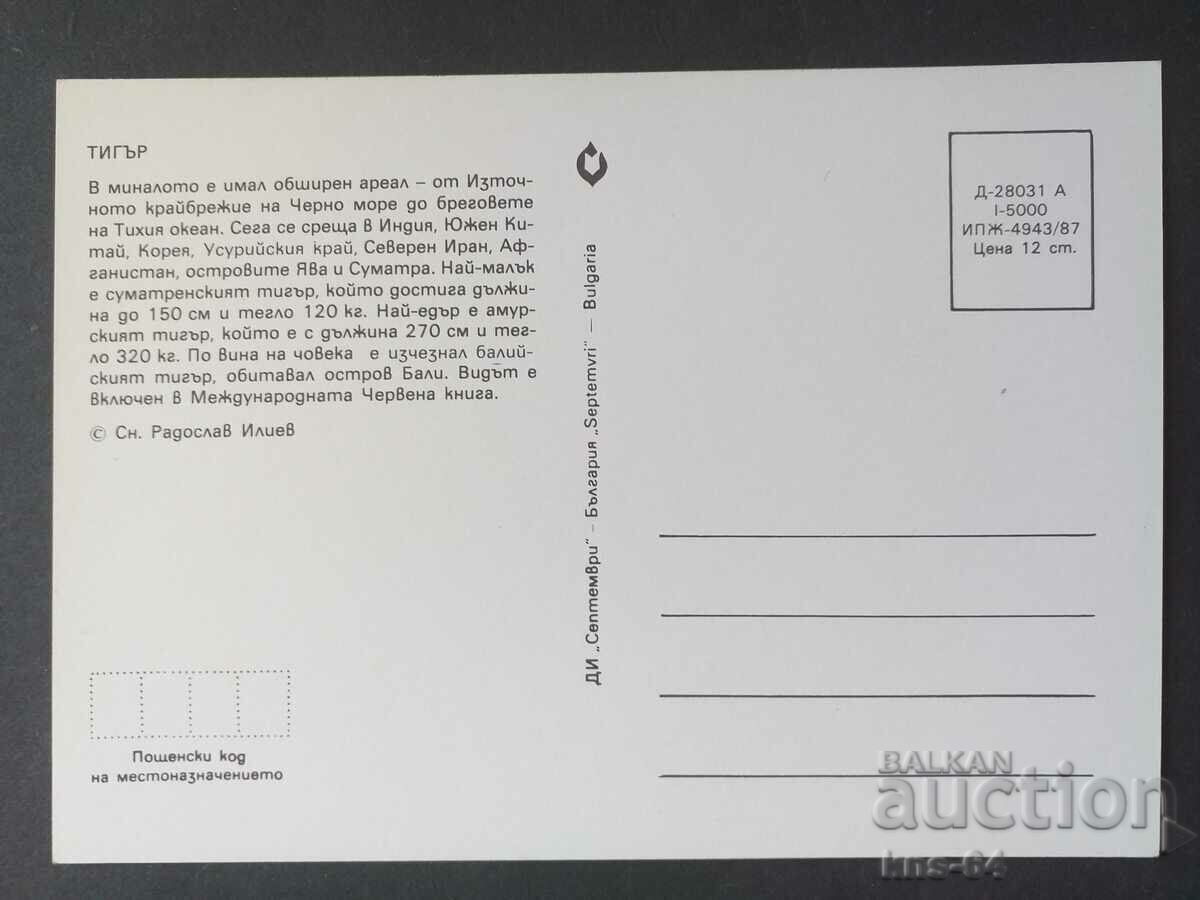 ТИГЪР
В миналото е имал обширен ареал – от Източ-
ното крайбрежие на Черно море до бреговете
на Тихия океан. Сега се среща в Индия, Южен Ки-
тай, Корея, Усурийския край, Северен Иран, Аф-
ганистан, островите Ява и Суматра. Най-малък
е суматренският тигър, който достига дължи-
на до 150 см и тегло 120 кг. Най-едър е амур-
ският тигър, който е с дължина 270 см и тег-
ло 320 кг. По вина на човека е изчезнал балий-
ският тигър, обитавал остров Бали. Видът е
включен в Международната Червена книга.
© Сн. Радослав Илиев
Пощенски код
на местоназначението
ДИ „Септември" – България „Septemvri" — Bulgaria
Д-28031 А
I-5000
ИПЖ-4943/87
Цена 12 ст.
BALKAN
auction
kns-64